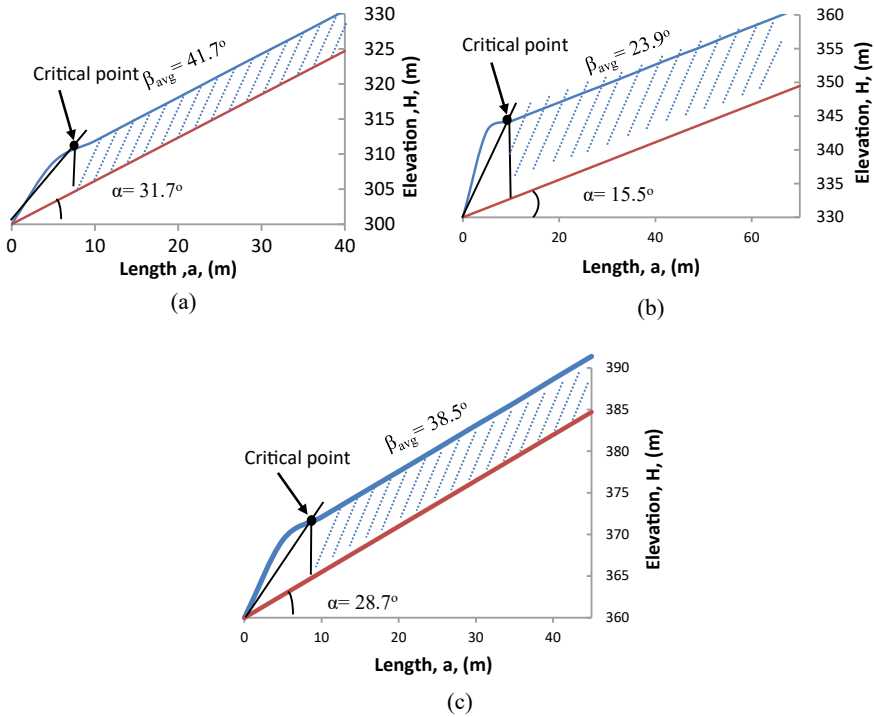 330
325
320
315
310
305
300
Elevation ,H, (m)
βavg= 41.7º
Critical point
α= 31.7º
0
10
20
30
40
Length ,a, (m)
(a)
360
355
350
345
340
335
330
Elevation, H, (m)
βavg= 23.9º
Critical point
α= 15.5º
0
20
40
60
Length, a, (m)
(b)
390
385
380
375
370
365
360
Elevation, H, (m)
βavg= 38.5º
Critical point
α= 28.7º
0
10
20
30
40
Length, a, (m)
(c)